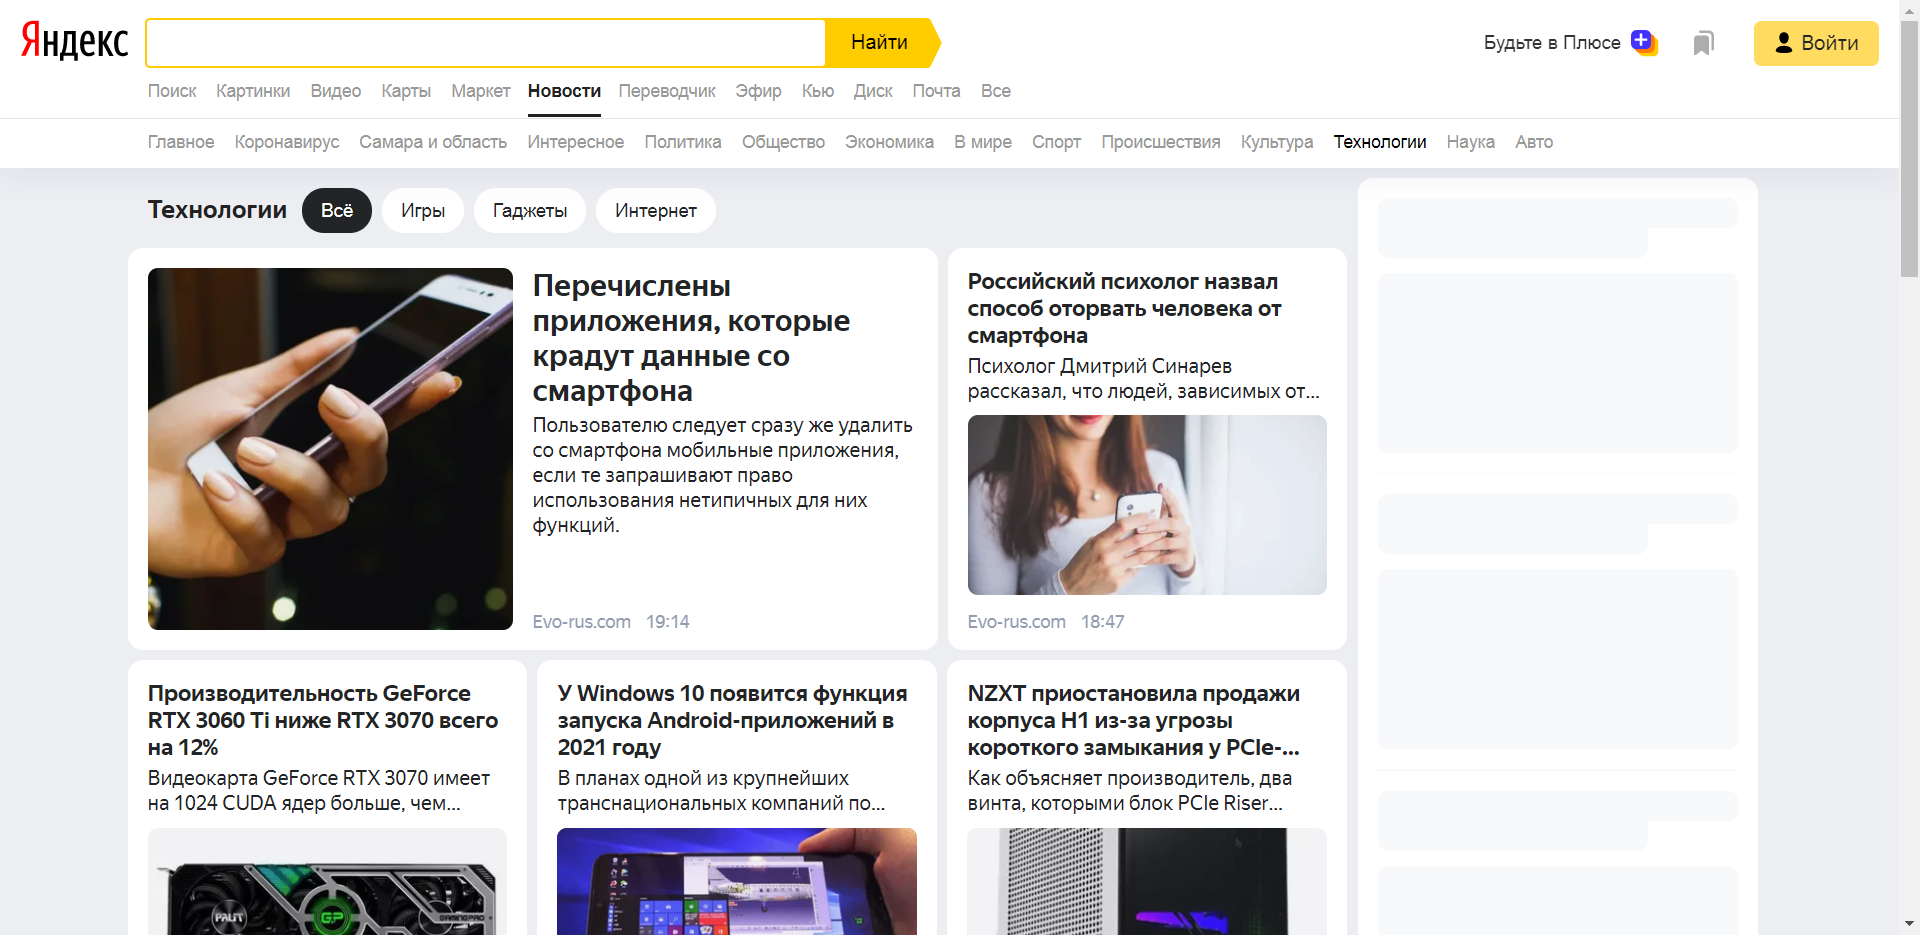 Яндекс
Найти
Будьте в Плюсе
Войти
Поиск Картинки Видео Карты Маркет Новости Переводчик Эфир Кью Диск Почта Все
Главное Коронавирус Самара и область Интересное Политика Общество Экономика В мире Спорт Происшествия Культура Технологии Наука Авто
Технологии Всё Игры Гаджеты Интернет
Перечислены
приложения, которые
крадут данные со
смартфона
Пользователю следует сразу же удалить
со смартфона мобильные приложения,
если те запрашивают право
использования нетипичных для них
функций.
Evo-rus.com 19:14
Российский психолог назвал
способ оторвать человека от
смартфона
Психолог Дмитрий Синарев
рассказал, что людей, зависимых от...
Evo-rus.com 18:47
Производительность GeForce
RTX 3060 Ti ниже RTX 3070 всего
на 12%
Видеокарта GeForce RTX 3070 имеет
на 1024 CUDA ядер больше, чем...
PALIT
GP
GAMINGPRO
У Windows 10 появится функция
запуска Android-приложений в
2021 году
В планах одной из крупнейших
транснациональных компаний по...
NZXT приостановила продажи
корпуса H1 из-за угрозы
короткого замыкания у PCIe-...
Как объясняет производитель, два
винта, которыми блок PCIe Riser...